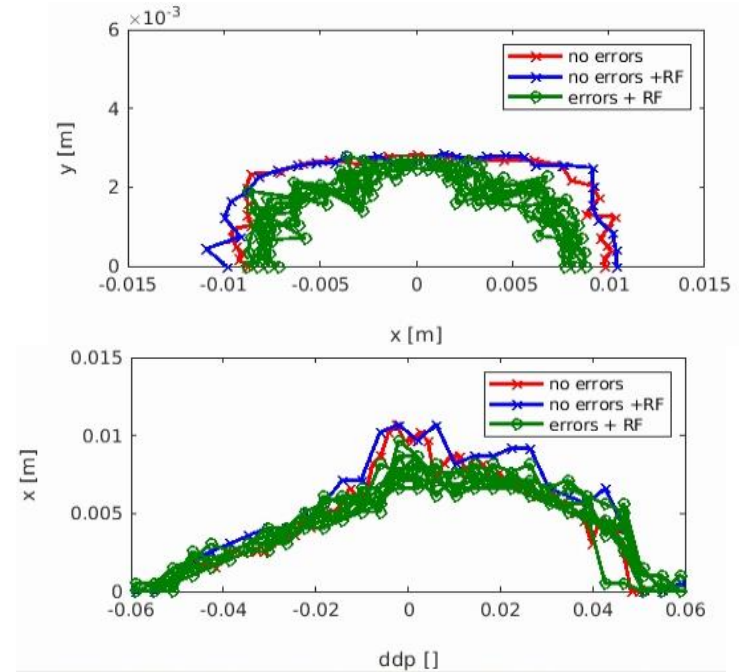 ×10⁻³
6
4
2
0
y [m]
no errors
no errors +RF
errors + RF
-0.015 -0.01 -0.005 0 0.005 0.01 0.015
x [m]
0.015
0.01
0.005
0
x [m]
no errors
no errors +RF
errors + RF
-0.06 -0.04 -0.02 0 0.02 0.04 0.06
ddp []